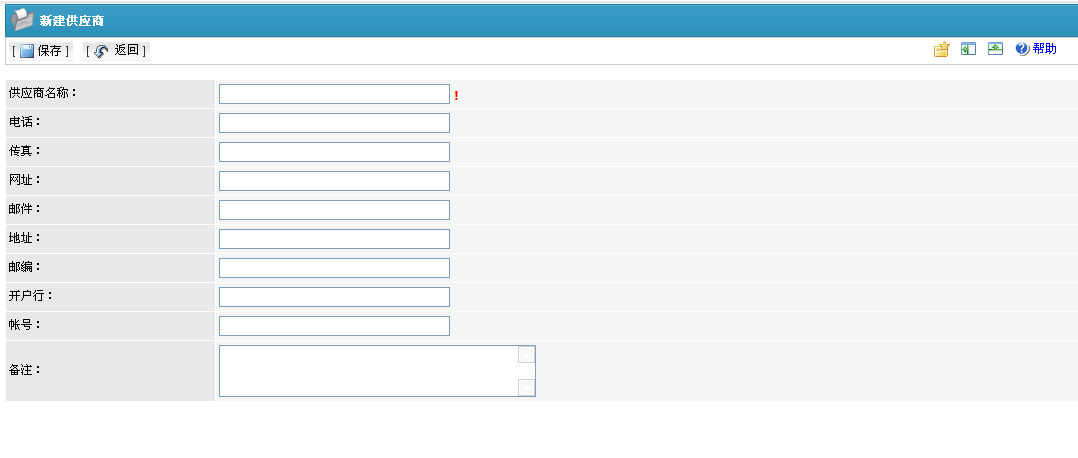 新建供应商
[ 保存 ] [ 返回 ] 帮助
供应商名称： !
电话：
传真：
网址：
邮件：
地址：
邮编：
开户行：
帐号：
备注：